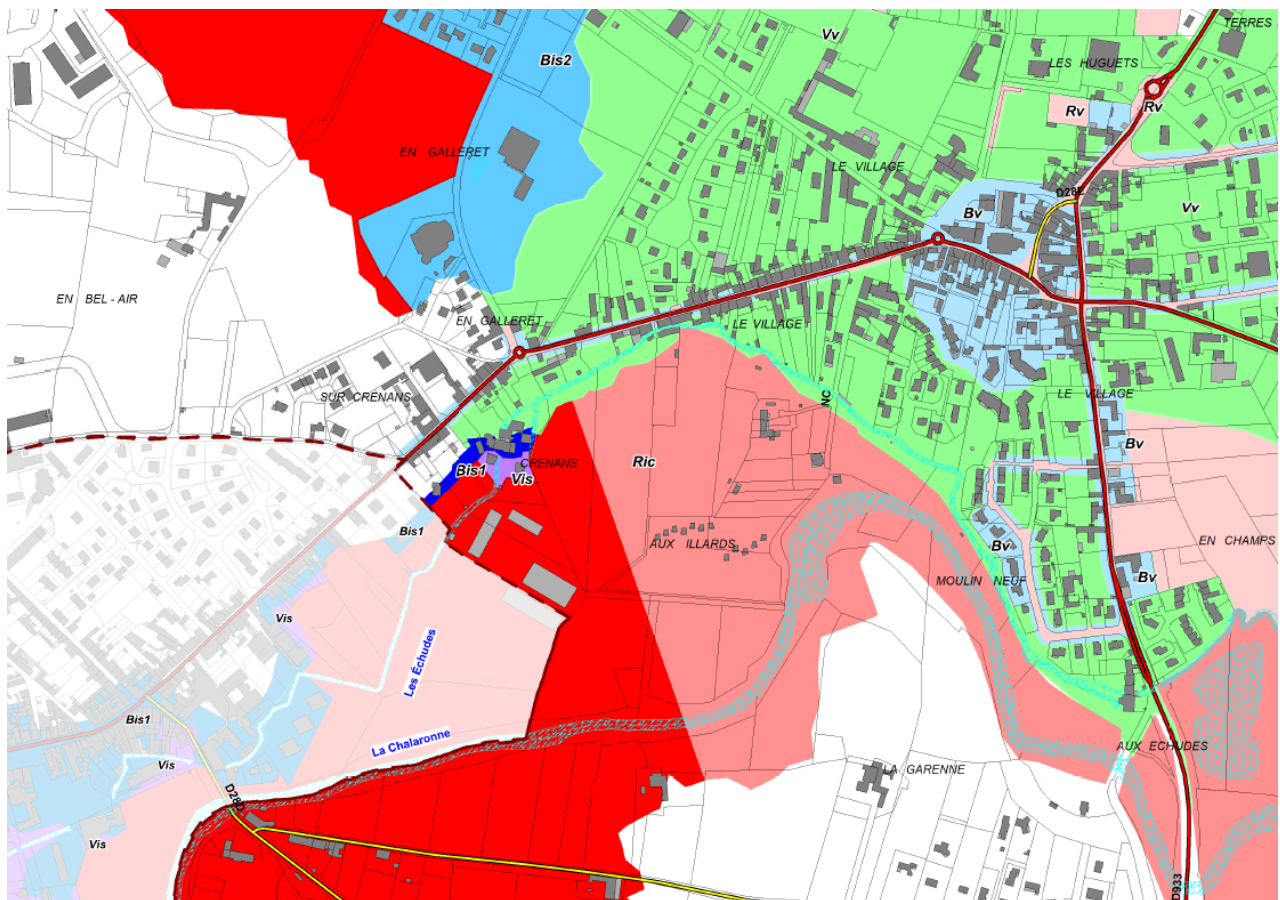 TERRES
Vv
Bis2
LES HUGUETS
Rv
Rv
EN GALLERET
LE VILLAGE
D28E
Bv
Vv
EN BEL-AIR
EN GALLERET
LE VILLAGE
SUR CRENANS
NC
LE VILLAGE
Bis1
Vis
CRENANS
Ric
Bv
Bis1
AUX ILLARDS
Bv
EN CHAMPS
MOULIN NEUF
Bv
Vis
Les Échudes
Bis1
La Chalaronne
AUX ECHUDES
Vis
LA GARENNE
D28D
Vis
D933